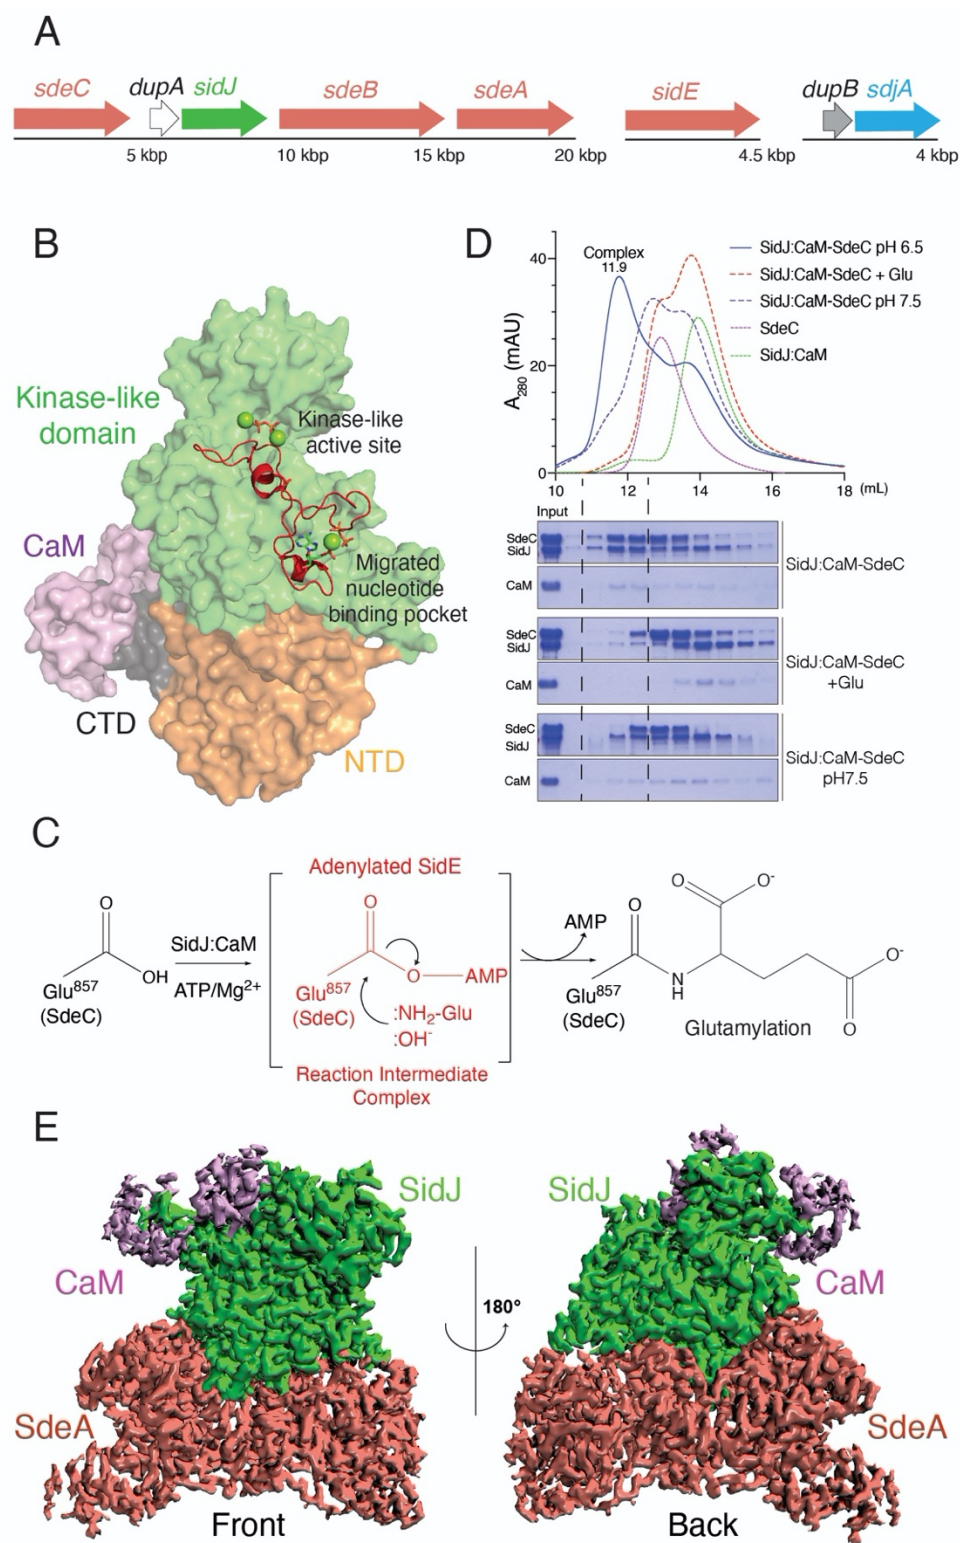 A
sdeC
dupA
sidJ
sdeB
sdeA
sidE
dupB
sdjA
5 kbp
10 kbp
15 kbp
20 kbp
4.5 kbp
4 kbp
B
Kinase-like
domain
Kinase-like
active site
CaM
Migrated
nucleotide
binding pocket
CTD
NTD
D
Complex
11.9
SidJ:CaM-SdeC pH 6.5
SidJ:CaM-SdeC + Glu
SidJ:CaM-SdeC pH 7.5
SdeC
SidJ:CaM
A280 (mAU)
40
20
0
10
12
14
16
18
(mL)
Input
SdeC
SidJ
CaM
SidJ:CaM-SdeC
SdeC
SidJ
CaM
SidJ:CaM-SdeC
+Glu
SdeC
SidJ
CaM
SidJ:CaM-SdeC
pH7.5
C
O
OH
Glu857
(SdeC)
SidJ:CaM
ATP/Mg2+
Adenylated SidE
O
O
AMP
Glu857
(SdeC)
:NH2-Glu
:OH-
Reaction Intermediate
Complex
AMP
O
O
O-
N
H
O-
O
Glu857
(SdeC)
Glutamylation
E
SidJ
CaM
SdeA
Front
180°
SidJ
CaM
SdeA
Back